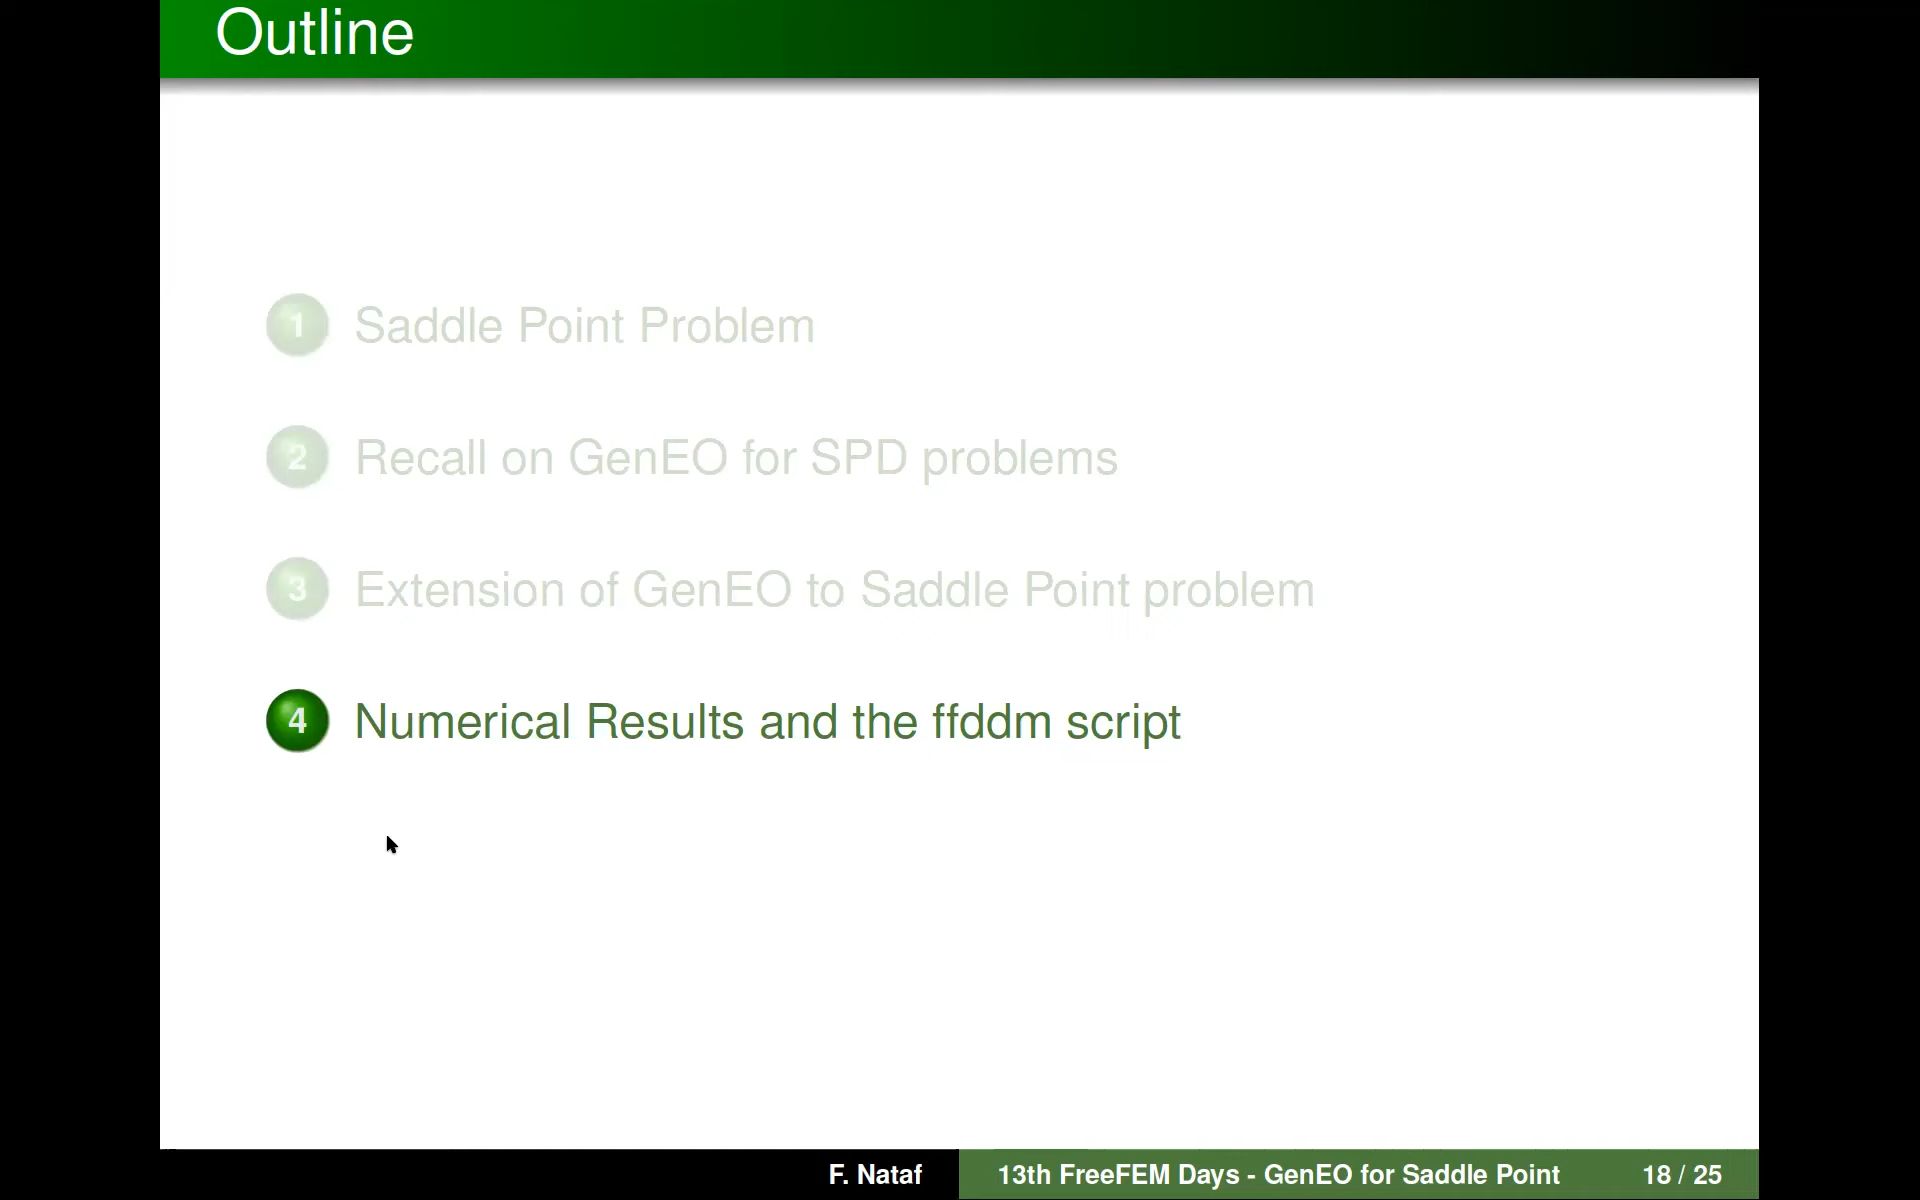 Outline
1 Saddle Point Problem
2 Recall on GenEO for SPD problems
3 Extension of GenEO to Saddle Point problem
4 Numerical Results and the ffddm script
F. Nataf 13th FreeFEM Days - GenEO for Saddle Point 18 / 25